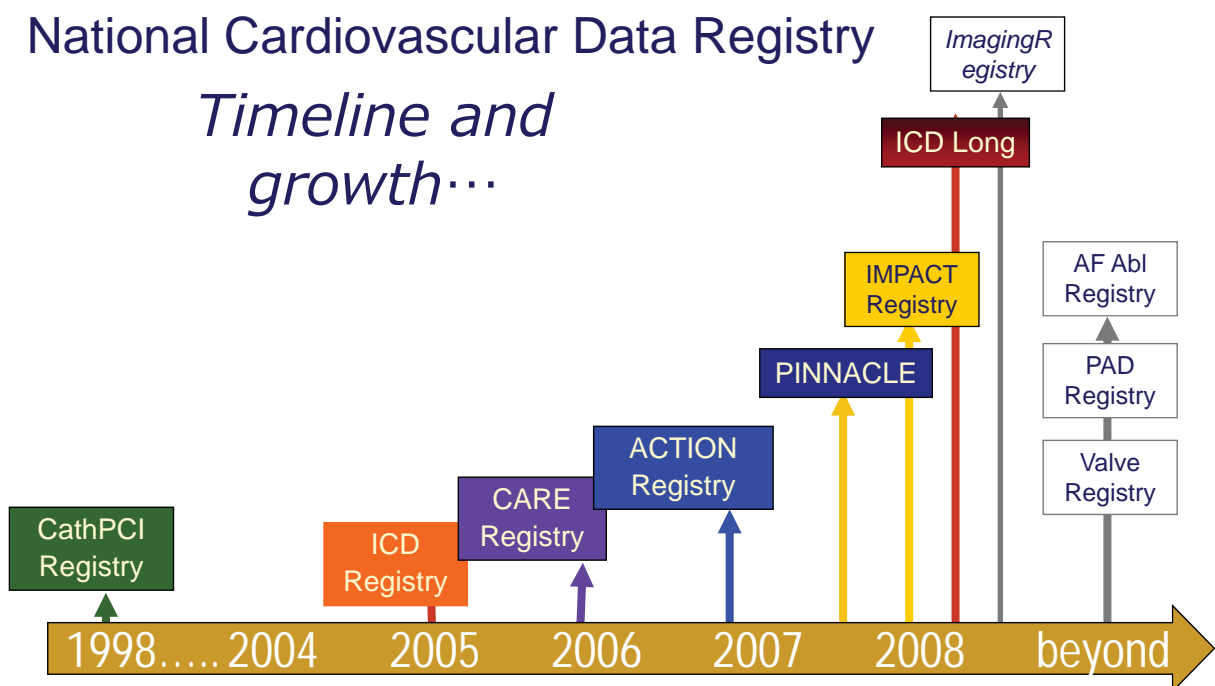 National Cardiovascular Data Registry
Timeline and
growth…
ImagingR
egistry
ICD Long
IMPACT
Registry
AF Abl
Registry
PINNACLE
PAD
Registry
ACTION
Registry
Valve
Registry
CARE
Registry
CathPCI
Registry
ICD
Registry
1998..... 2004 2005 2006 2007 2008 beyond